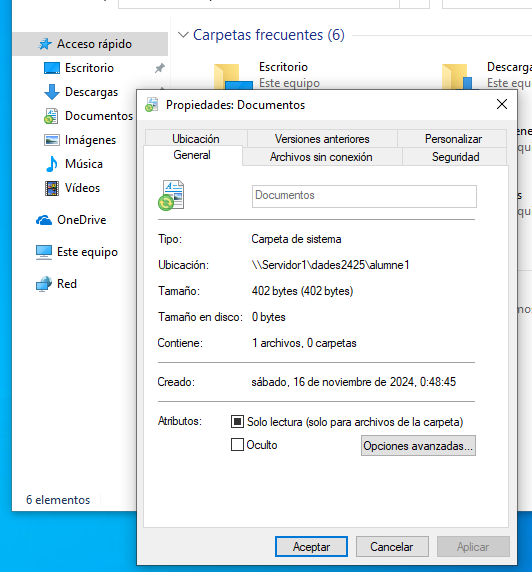 Acceso rápido
Escritorio
Descargas
Documentos
Imágenes
Música
Vídeos
OneDrive
Este equipo
Red
6 elementos
Carpetas frecuentes (6)
Escritorio
Este equipo
Descarga
Propiedades: Documentos
Ubicación
Versiones anteriores
Personalizar
General
Archivos sin conexión
Seguridad
Documentos
Tipo: Carpeta de sistema
Ubicación: \\Servidor1\dades2425\alumne1
Tamaño: 402 bytes (402 bytes)
Tamaño en disco: 0 bytes
Contiene: 1 archivos, 0 carpetas
Creado: sábado, 16 de noviembre de 2024, 0:48:45
Atributos: Solo lectura (solo para archivos de la carpeta)
Oculto
Opciones avanzadas...
Aceptar
Cancelar
Aplicar